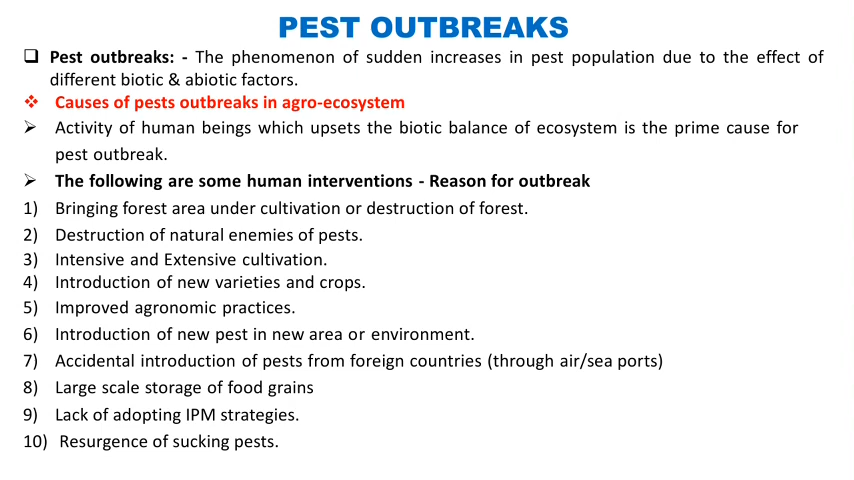 PEST OUTBREAKS
❑ Pest outbreaks: - The phenomenon of sudden increases in pest population due to the effect of
different biotic & abiotic factors.
❖ Causes of pests outbreaks in agro-ecosystem
➢ Activity of human beings which upsets the biotic balance of ecosystem is the prime cause for
pest outbreak.
➢ The following are some human interventions - Reason for outbreak
1) Bringing forest area under cultivation or destruction of forest.
2) Destruction of natural enemies of pests.
3) Intensive and Extensive cultivation.
4) Introduction of new varieties and crops.
5) Improved agronomic practices.
6) Introduction of new pest in new area or environment.
7) Accidental introduction of pests from foreign countries (through air/sea ports)
8) Large scale storage of food grains
9) Lack of adopting IPM strategies.
10) Resurgence of sucking pests.